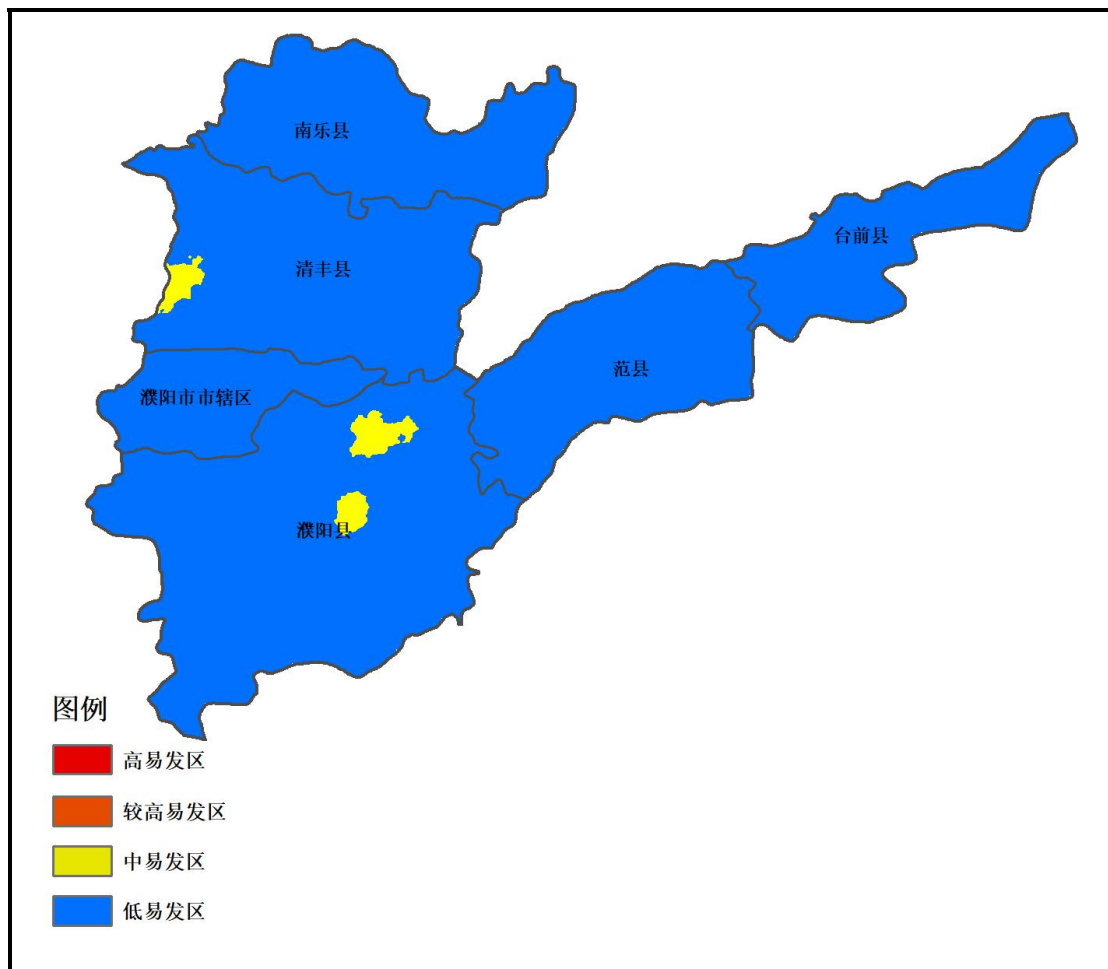 南乐县
台前县
清丰县
范县
濮阳市市辖区
濮阳县
图例
高易发区
较高易发区
中易发区
低易发区